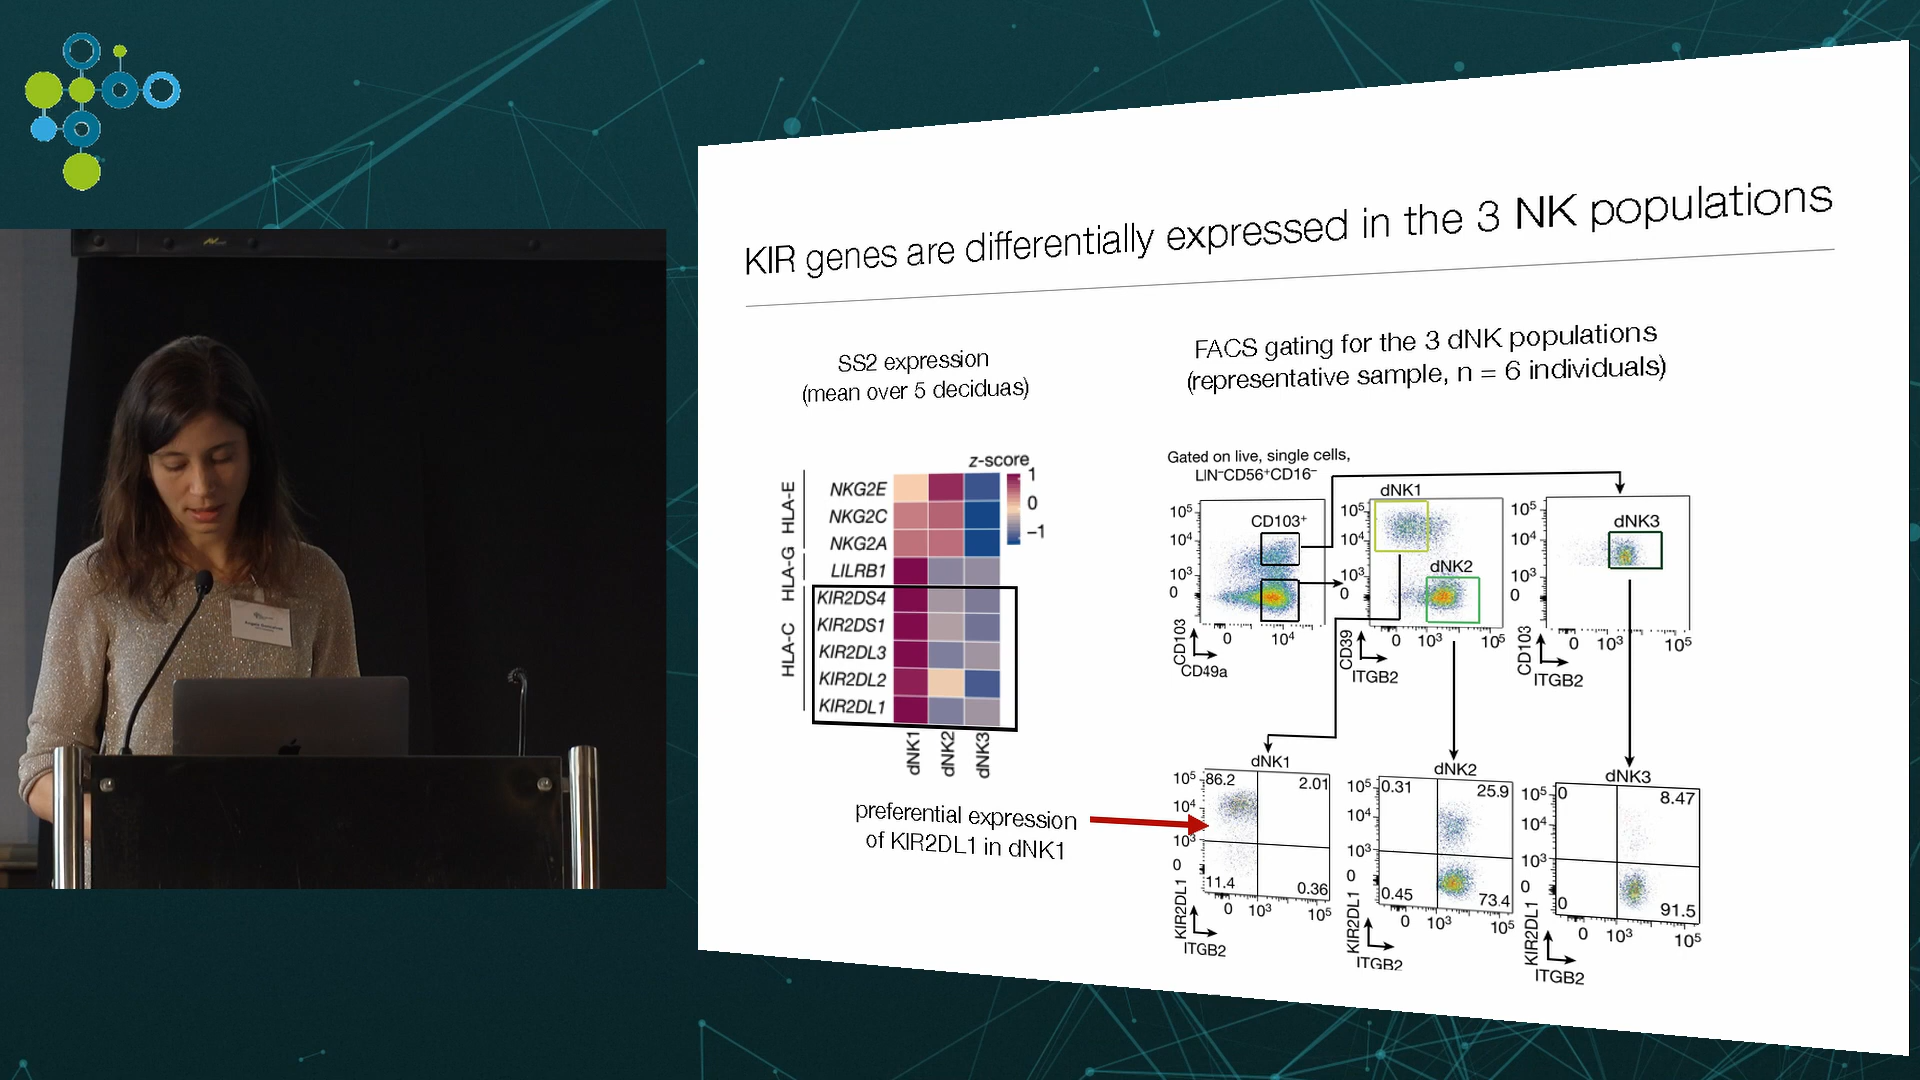 KIR genes are differentially expressed in the 3 NK populations
SS2 expression
(mean over 5 deciduas)
z-score
1
0
−1
HLA-E
HLA-G
HLA-C
NKG2E
NKG2C
NKG2A
LILRB1
KIR2DS4
KIR2DS1
KIR2DL3
KIR2DL2
KIR2DL1
dNK1
dNK2
dNK3
preferential expression
of KIR2DL1 in dNK1
FACS gating for the 3 dNK populations
(representative sample, n = 6 individuals)
Gated on live, single cells,
LIN−CD56+CD16−
10⁵
10⁴
10³
0
CD103+
0
10⁴
CD103
CD49a
dNK1
10⁵
10⁴
10³
0
dNK2
0
10³
10⁵
CD39
ITGB2
10⁵
10⁴
10³
0
dNK3
0
10³
10⁵
CD103
ITGB2
dNK1
10⁵
10⁴
10³
0
86.2
2.01
11.4
0.36
0
10³
10⁵
KIR2DL1
ITGB2
dNK2
10⁵
10⁴
10³
0
0.31
25.9
0.45
73.4
0
10³
10⁵
KIR2DL1
ITGB2
dNK3
10⁵
10⁴
10³
0
0
8.47
0
91.5
0
10³
10⁵
KIR2DL1
ITGB2